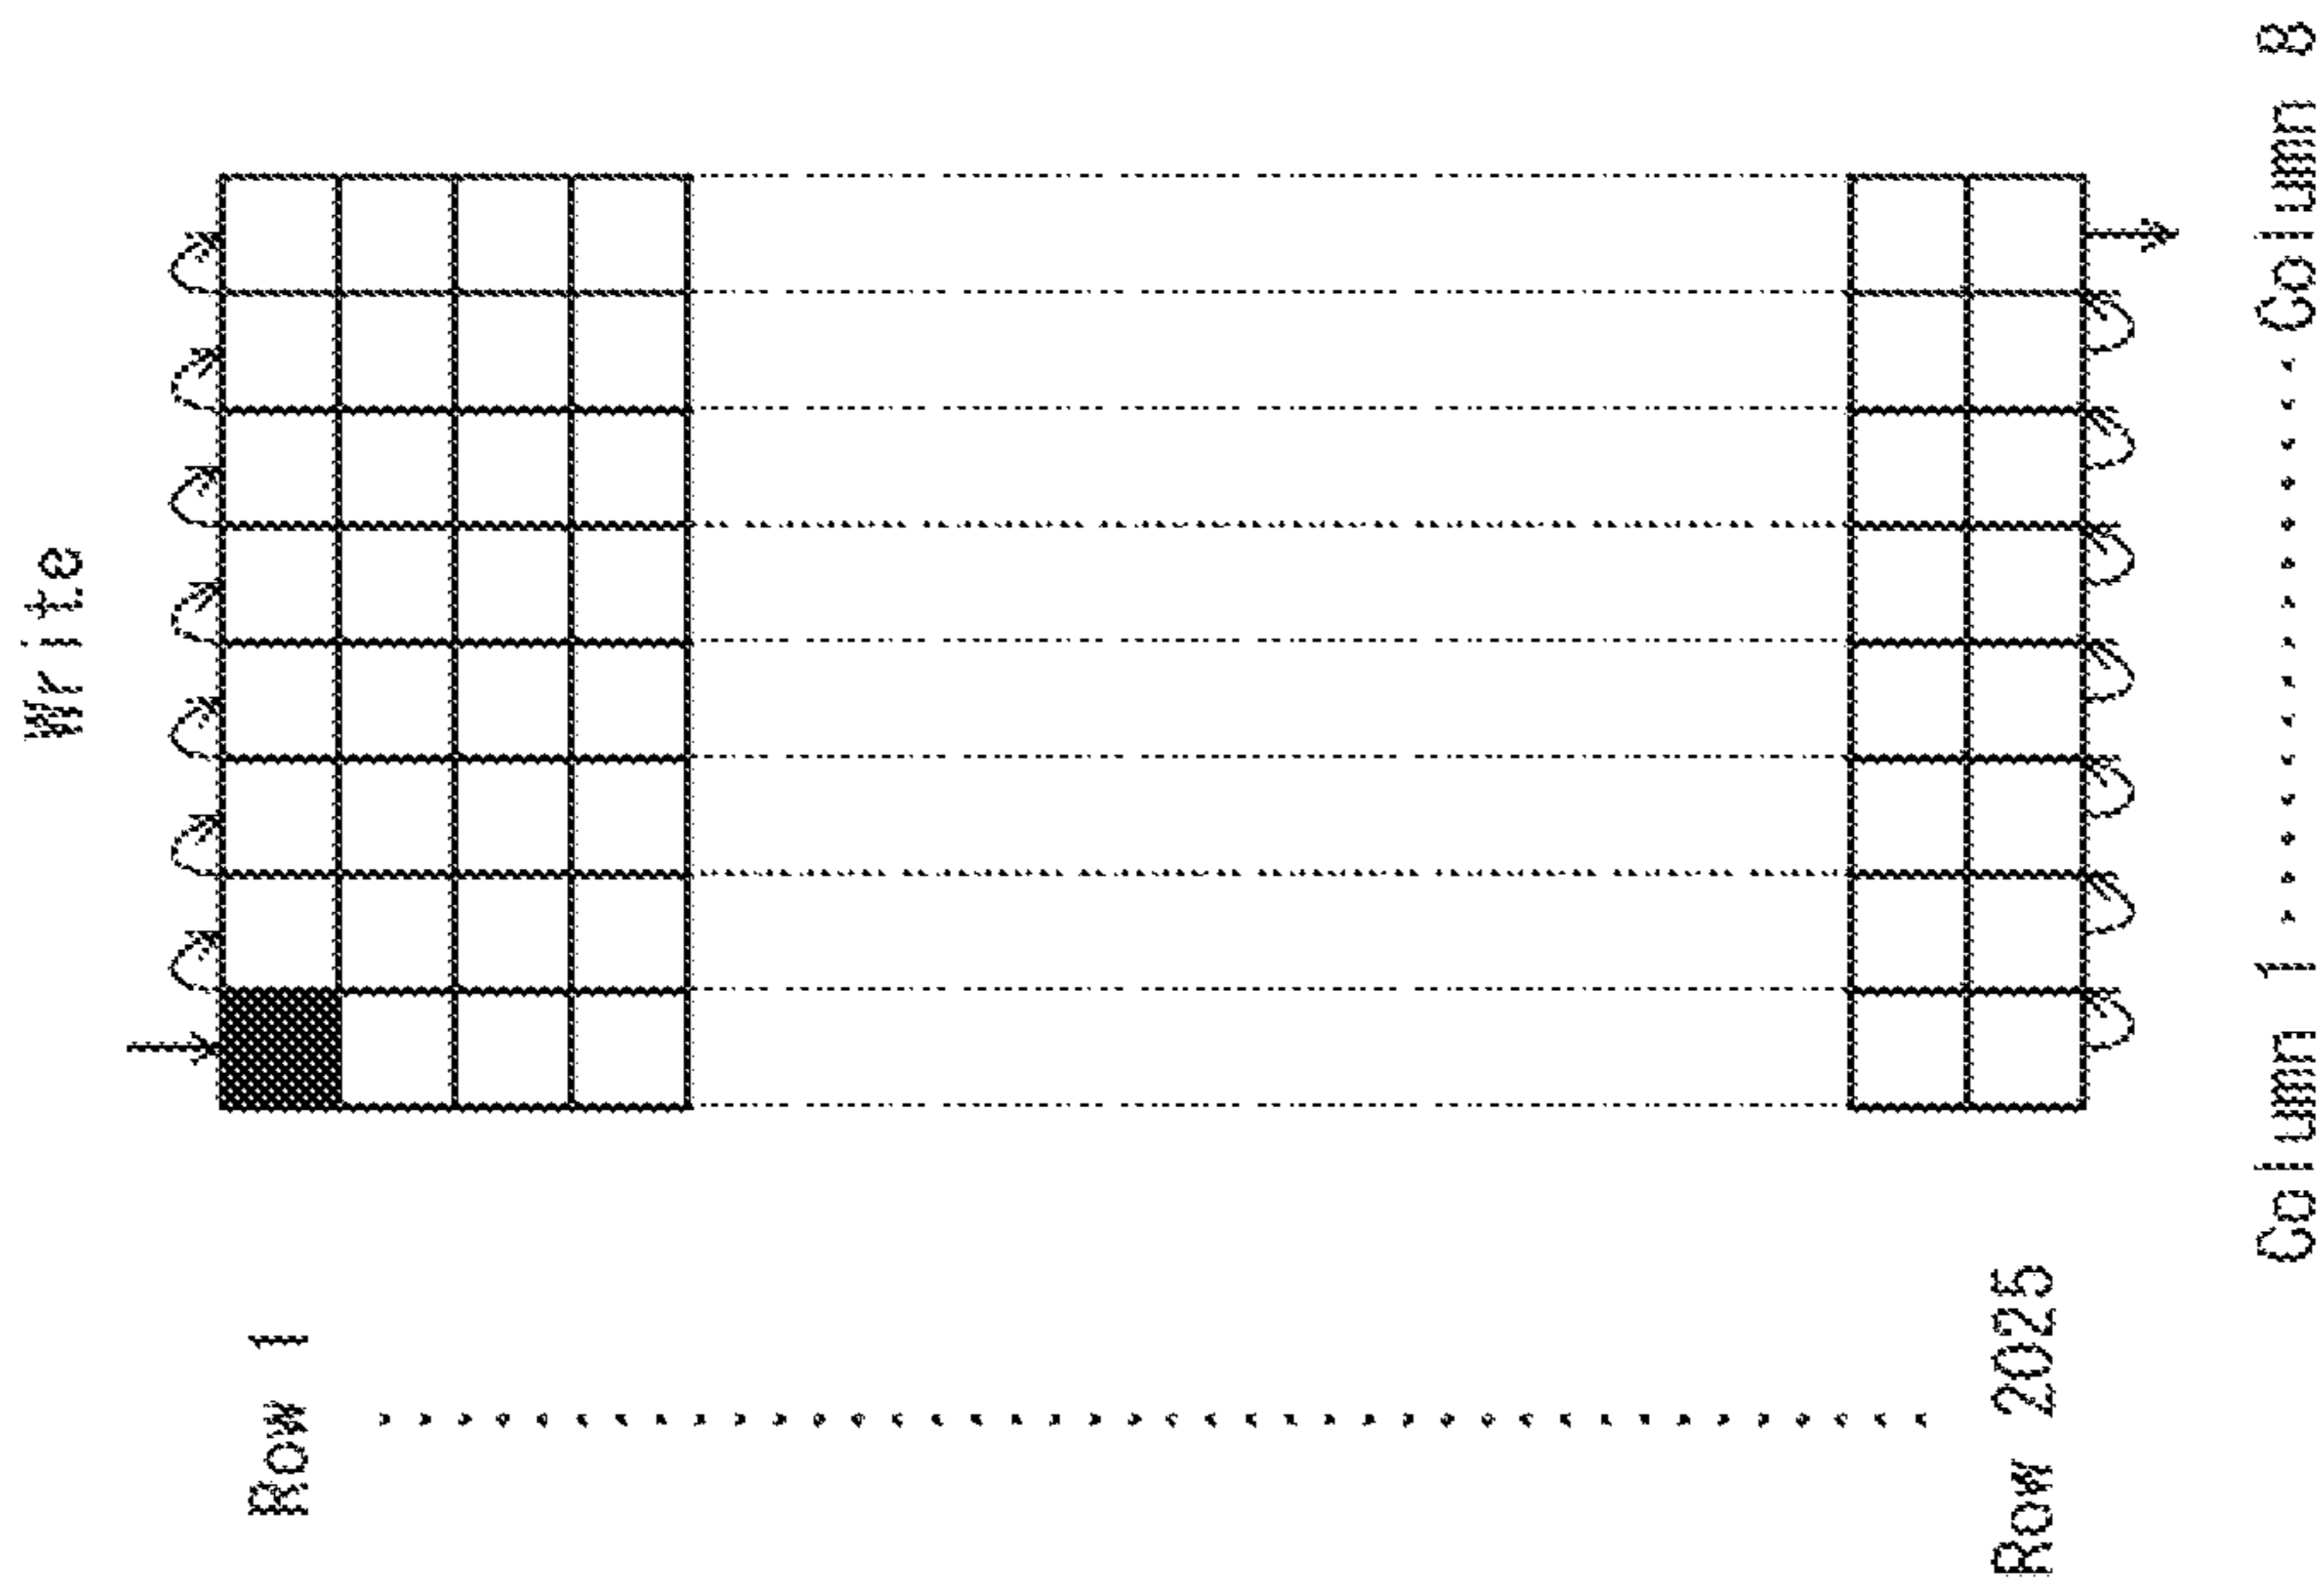 Write
Row 1
Row 2025
Column 1 ............... Column 8